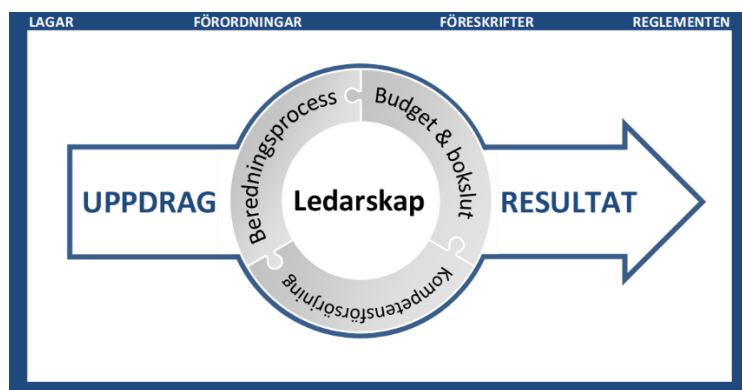 LAGAR FÖRORDNINGAR FÖRESKRIFTER REGLEMENTEN
Beredningsprocess
Budget & bokslut
UPPDRAG
Ledarskap
RESULTAT
Kompetensförsörjning